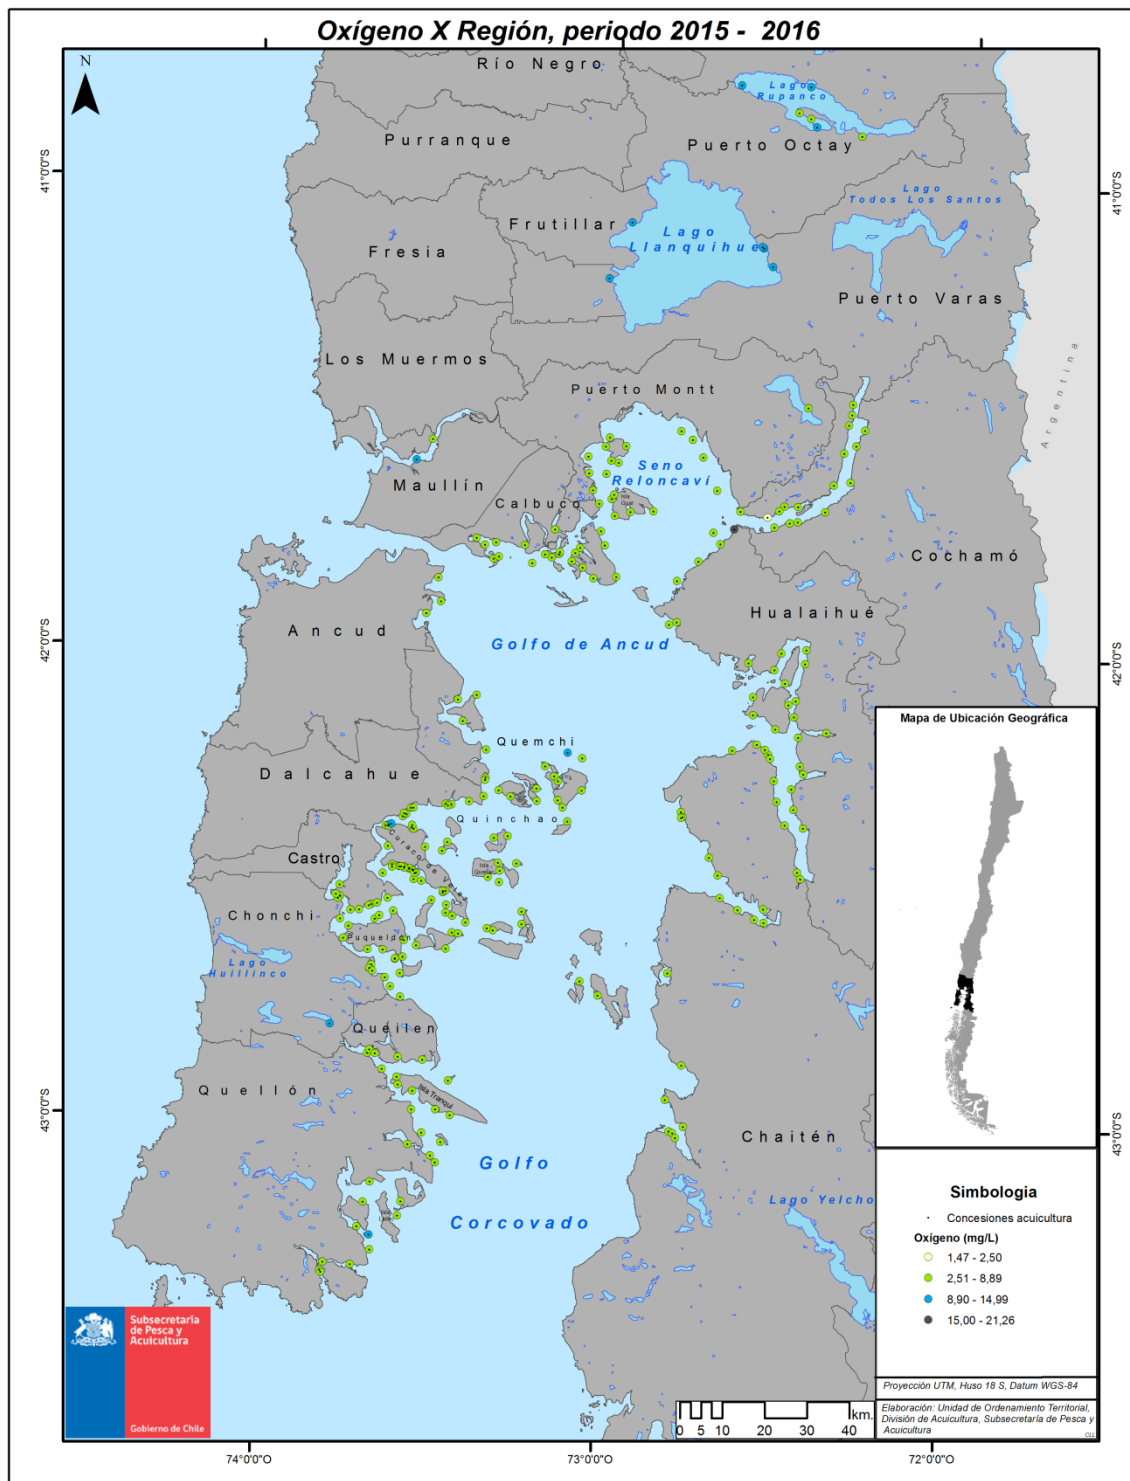 Oxígeno X Región, periodo 2015 - 2016
N
Río Negro
Lago
Rupanco
Purranque
Puerto Octay
41°0'0"S
41°0'0"S
Lago
Todos Los Santos
Frutillar
Lago
Llanquihue
Fresia
Puerto Varas
Los Muermos
Argentina
Puerto Montt
Seno
Reloncaví
Maullín
Isla
Guar
Calbuco
Cochamó
Hualaihué
Ancud
Golfo de Ancud
42°0'0"S
42°0'0"S
Mapa de Ubicación Geográfica
Quemchi
Dalcahue
Quinchao
Curaco de Velez
Castro
Isla
Chonchi
Puqueldón
Lago
Huillinco
Queilen
Quellón
Isla Tranqui
43°0'0"S
43°0'0"S
Chaitén
Golfo
Corcovado
Lago Yelcho
Simbologia
Concesiones acuicultura
Oxígeno (mg/L)
1,47 - 2,50
2,51 - 8,89
8,90 - 14,99
15,00 - 21,26
Subsecretaría
de Pesca y
Acuicultura
Gobierno de Chile
km.
0 5 10 20 30 40
Proyección UTM, Huso 18 S, Datum WGS-84
Elaboración: Unidad de Ordenamiento Territorial,
División de Acuicultura, Subsecretaría de Pesca y
Acuicultura
CLL
74°0'0"O
73°0'0"O
72°0'0"O